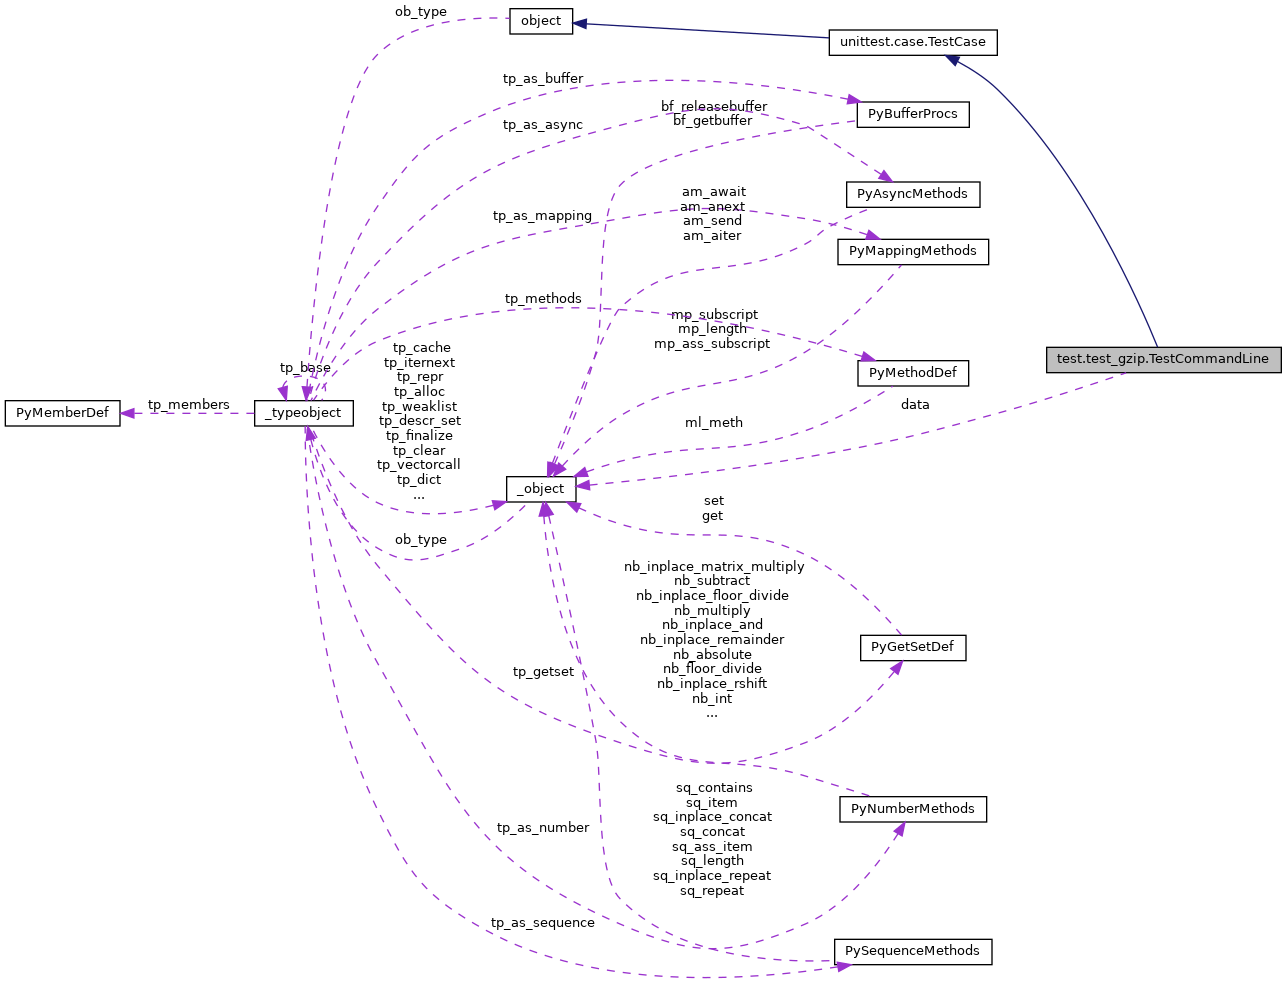 ob_type
object
unittest.case.TestCase
tp_as_buffer
bf_releasebuffer
bf_getbuffer
PyBufferProcs
tp_as_async
am_await
am_anext
am_send
am_aiter
PyAsyncMethods
tp_as_mapping
PyMappingMethods
tp_methods
mp_subscript
mp_length
mp_ass_subscript
test.test_gzip.TestCommandLine
PyMethodDef
tp_base
tp_cache
tp_iternext
tp_repr
tp_alloc
tp_weaklist
tp_descr_set
tp_finalize
tp_clear
tp_vectorcall
tp_dict
...
PyMemberDef
tp_members
_typeobject
ml_meth
data
_object
set
get
ob_type
nb_inplace_matrix_multiply
nb_subtract
nb_inplace_floor_divide
nb_multiply
nb_inplace_and
nb_inplace_remainder
nb_absolute
nb_floor_divide
nb_inplace_rshift
nb_int
...
PyGetSetDef
tp_getset
sq_contains
sq_item
sq_inplace_concat
sq_concat
sq_ass_item
sq_length
sq_inplace_repeat
sq_repeat
PyNumberMethods
tp_as_number
tp_as_sequence
PySequenceMethods